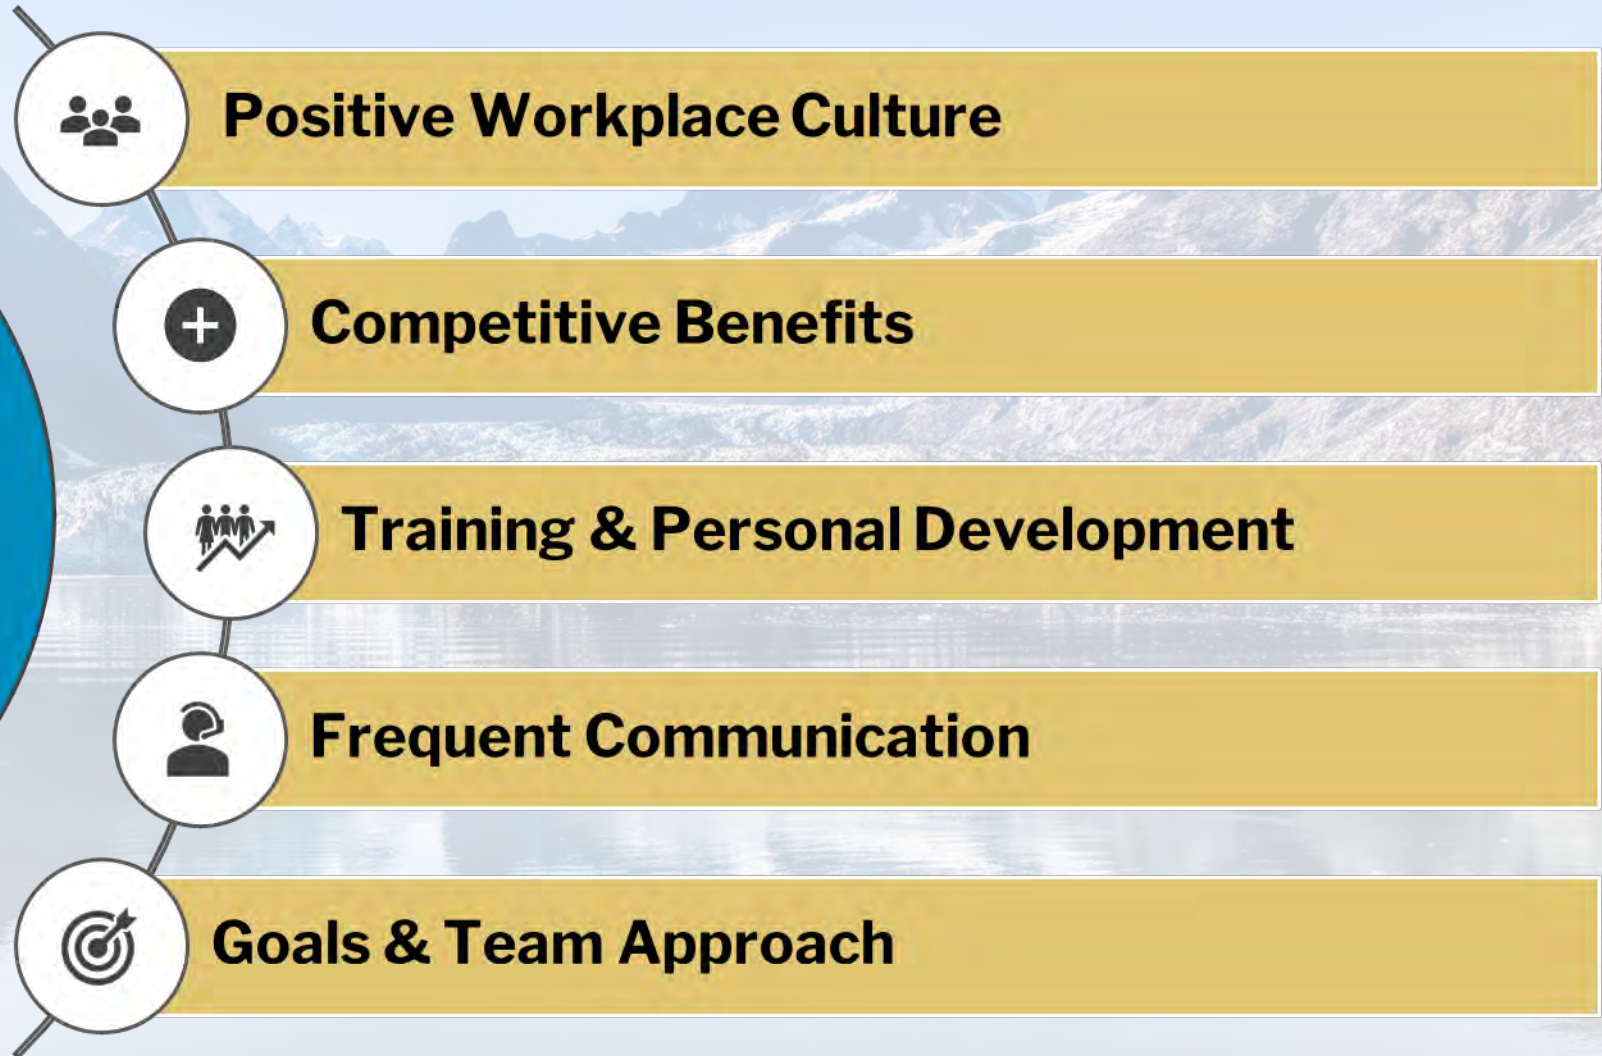 Positive Workplace Culture
Competitive Benefits
Training & Personal Development
Frequent Communication
Goals & Team Approach